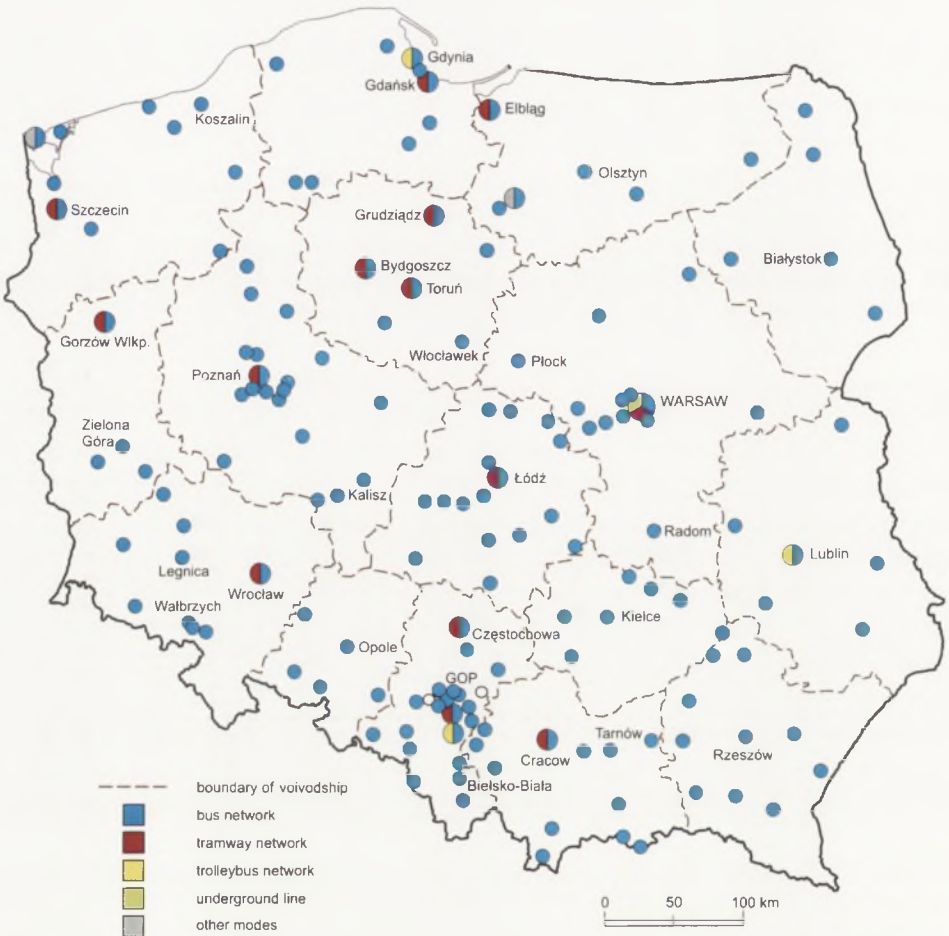 Gdynia
Gdańsk
Elbląg
Koszalin
Olsztyn
Szczecin
Grudziądz
Białystok
Bydgoszcz
Toruń
Gorzów Wlkp.
Włocławek
Płock
Poznań
WARSAW
Zielona
Góra
Łódź
Kalisz
Radom
Lublin
Legnica
Wrocław
Wałbrzych
Kielce
Częstochowa
Opole
GOP
Tarnów
Rzeszów
Cracow
Bielsko-Biała
boundary of voivodship
bus network
tramway network
trolleybus network
underground line
other modes
0 50 100 km